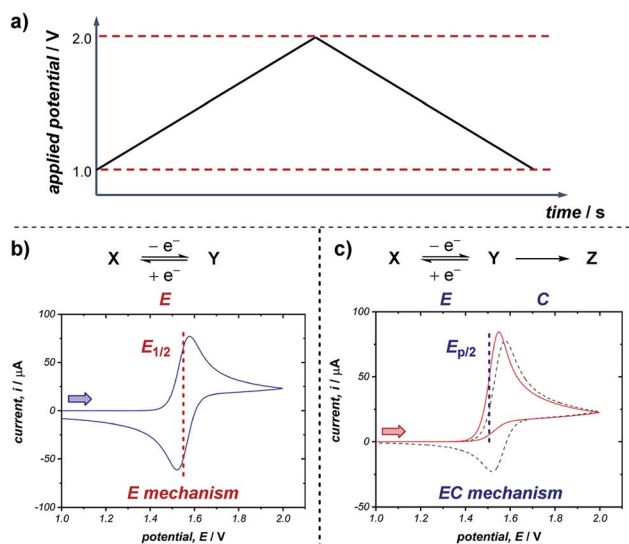 a)
applied potential / V
2.0
1.0
time / s
b)
X − e⁻ + e⁻ Y
E
100
50
0
-50
-100
current, i / μA
E1/2
E mechanism
1.0 1.2 1.4 1.6 1.8 2.0
potential, E / V
c)
X − e⁻ + e⁻ Y Z
E C
100
50
0
-50
current, i / μA
Ep/2
EC mechanism
1.0 1.2 1.4 1.6 1.8 2.0
potential, E / V